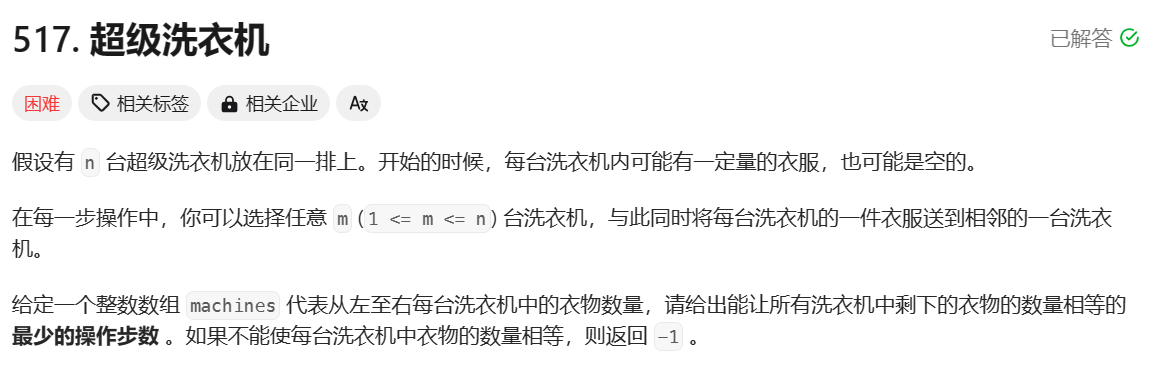 517. 超级洗衣机
已解答
困难 相关标签 相关企业 A文
假设有 n 台超级洗衣机放在同一排上。开始的时候，每台洗衣机内可能有一定量的衣服，也可能是空的。
在每一步操作中，你可以选择任意 m (1 <= m <= n) 台洗衣机，与此同时将每台洗衣机的一件衣服送到相邻的一台洗衣
机。
给定一个整数数组 machines 代表从左至右每台洗衣机中的衣物数量，请给出能让所有洗衣机中剩下的衣物的数量相等的
最少的操作步数 。如果不能使每台洗衣机中衣物的数量相等，则返回 -1 。